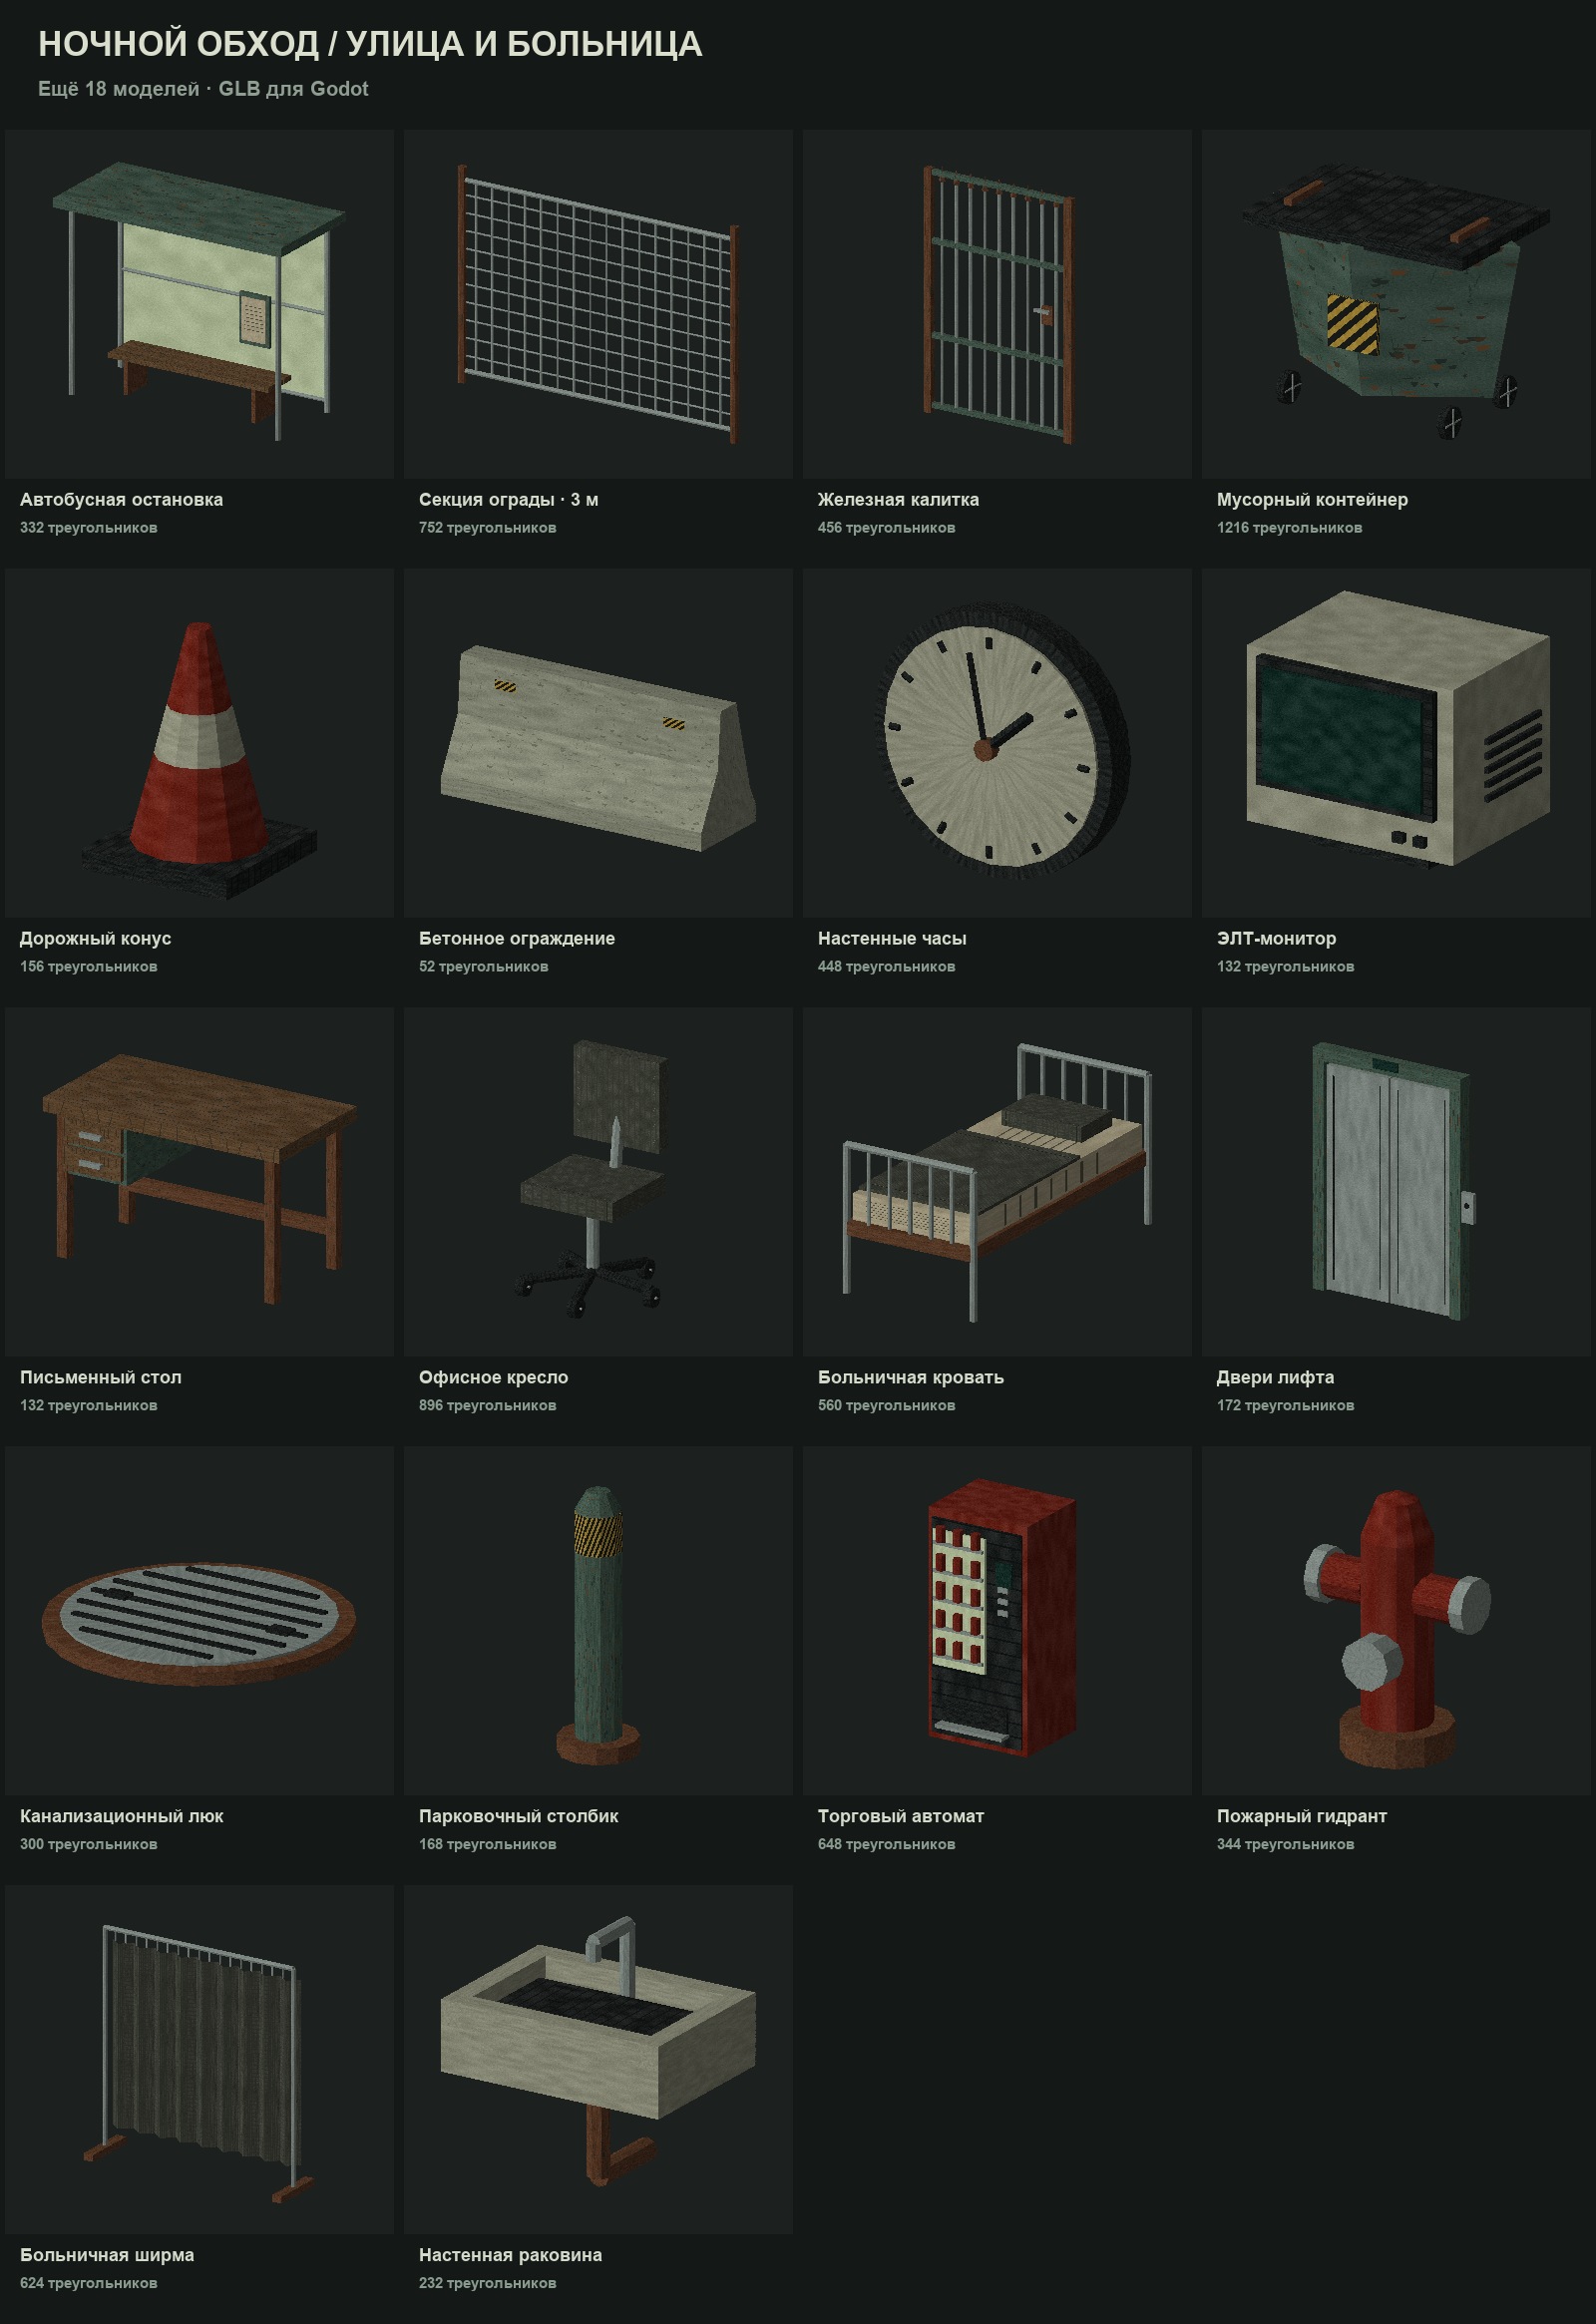 НОЧНОЙ ОБХОД / УЛИЦА И БОЛЬНИЦА
Ещё 18 моделей · GLB для Godot
Автобусная остановка
332 треугольников
Секция ограды · 3 м
752 треугольников
Железная калитка
456 треугольников
Мусорный контейнер
1216 треугольников
Дорожный конус
156 треугольников
Бетонное ограждение
52 треугольников
Настенные часы
448 треугольников
ЭЛТ-монитор
132 треугольников
Письменный стол
132 треугольников
Офисное кресло
896 треугольников
Больничная кровать
560 треугольников
Двери лифта
172 треугольников
Канализационный люк
300 треугольников
Парковочный столбик
168 треугольников
Торговый автомат
648 треугольников
Пожарный гидрант
344 треугольников
Больничная ширма
624 треугольников
Настенная раковина
232 треугольников